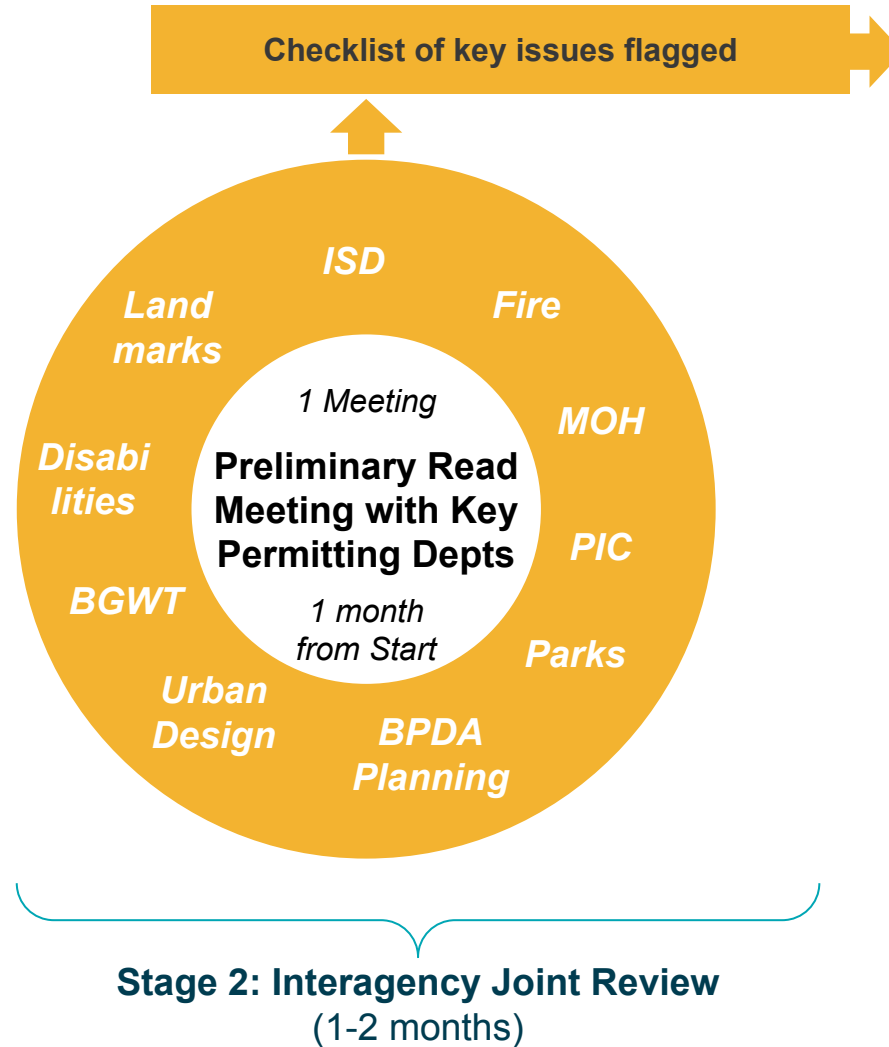 Checklist of key issues flagged
ISD
Fire
MOH
PIC
Parks
BPDA
Planning
Urban
Design
BGWT
Disabi
lities
Land
marks
1 Meeting
Preliminary Read
Meeting with Key
Permitting Depts
1 month
from Start
Stage 2: Interagency Joint Review
(1-2 months)